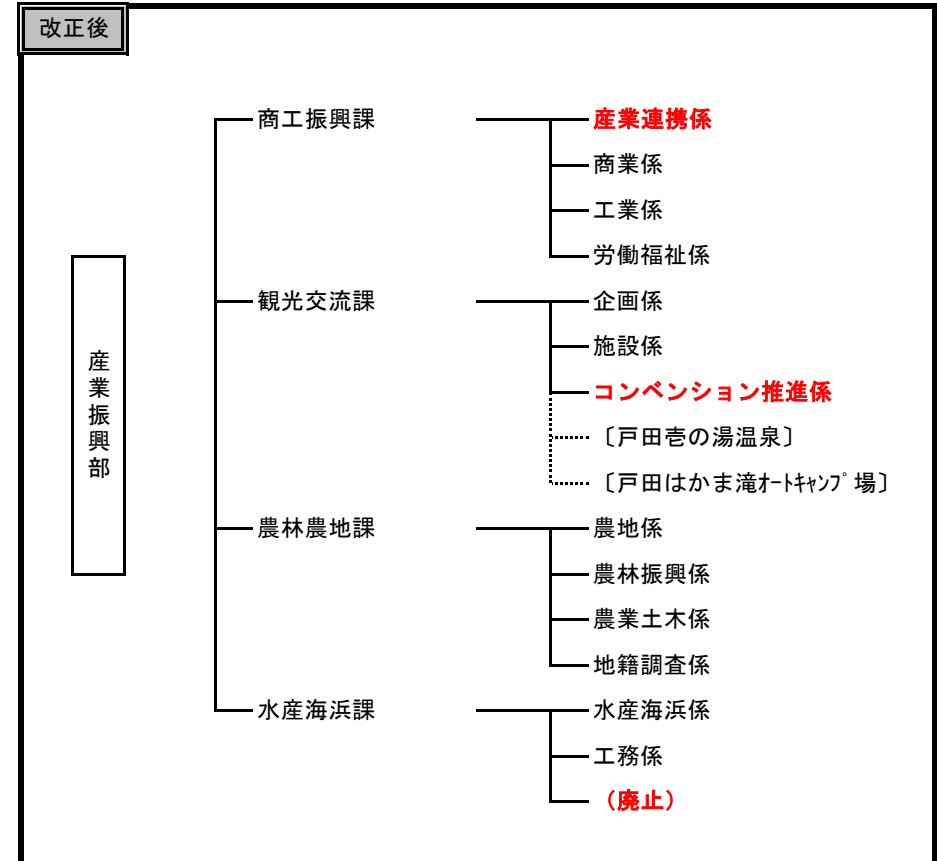 改正後
商工振興課 産業連携係
商業係
工業係
労働福祉係
観光交流課 企画係
施設係
コンベンション推進係
〔戸田壱の湯温泉〕
〔戸田はかま滝ｵｰﾄｷｬﾝﾌﾟ場〕
産業振興部
農林農地課 農地係
農林振興係
農業土木係
地籍調査係
水産海浜課 水産海浜係
工務係
（廃止）